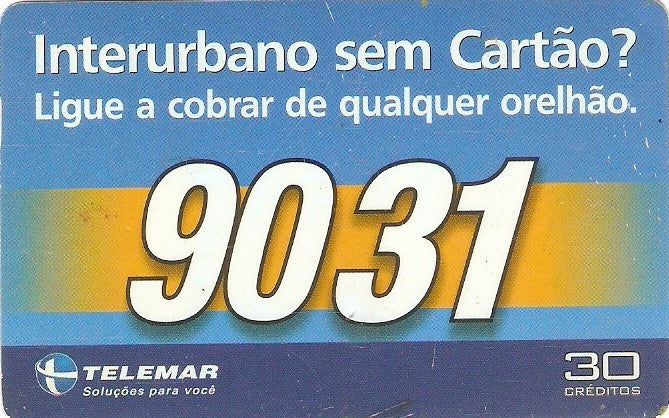 Interurbano sem Cartão?
Ligue a cobrar de qualquer orelhão.
9031
TELEMAR
Soluções para você
30
CRÉDITOS